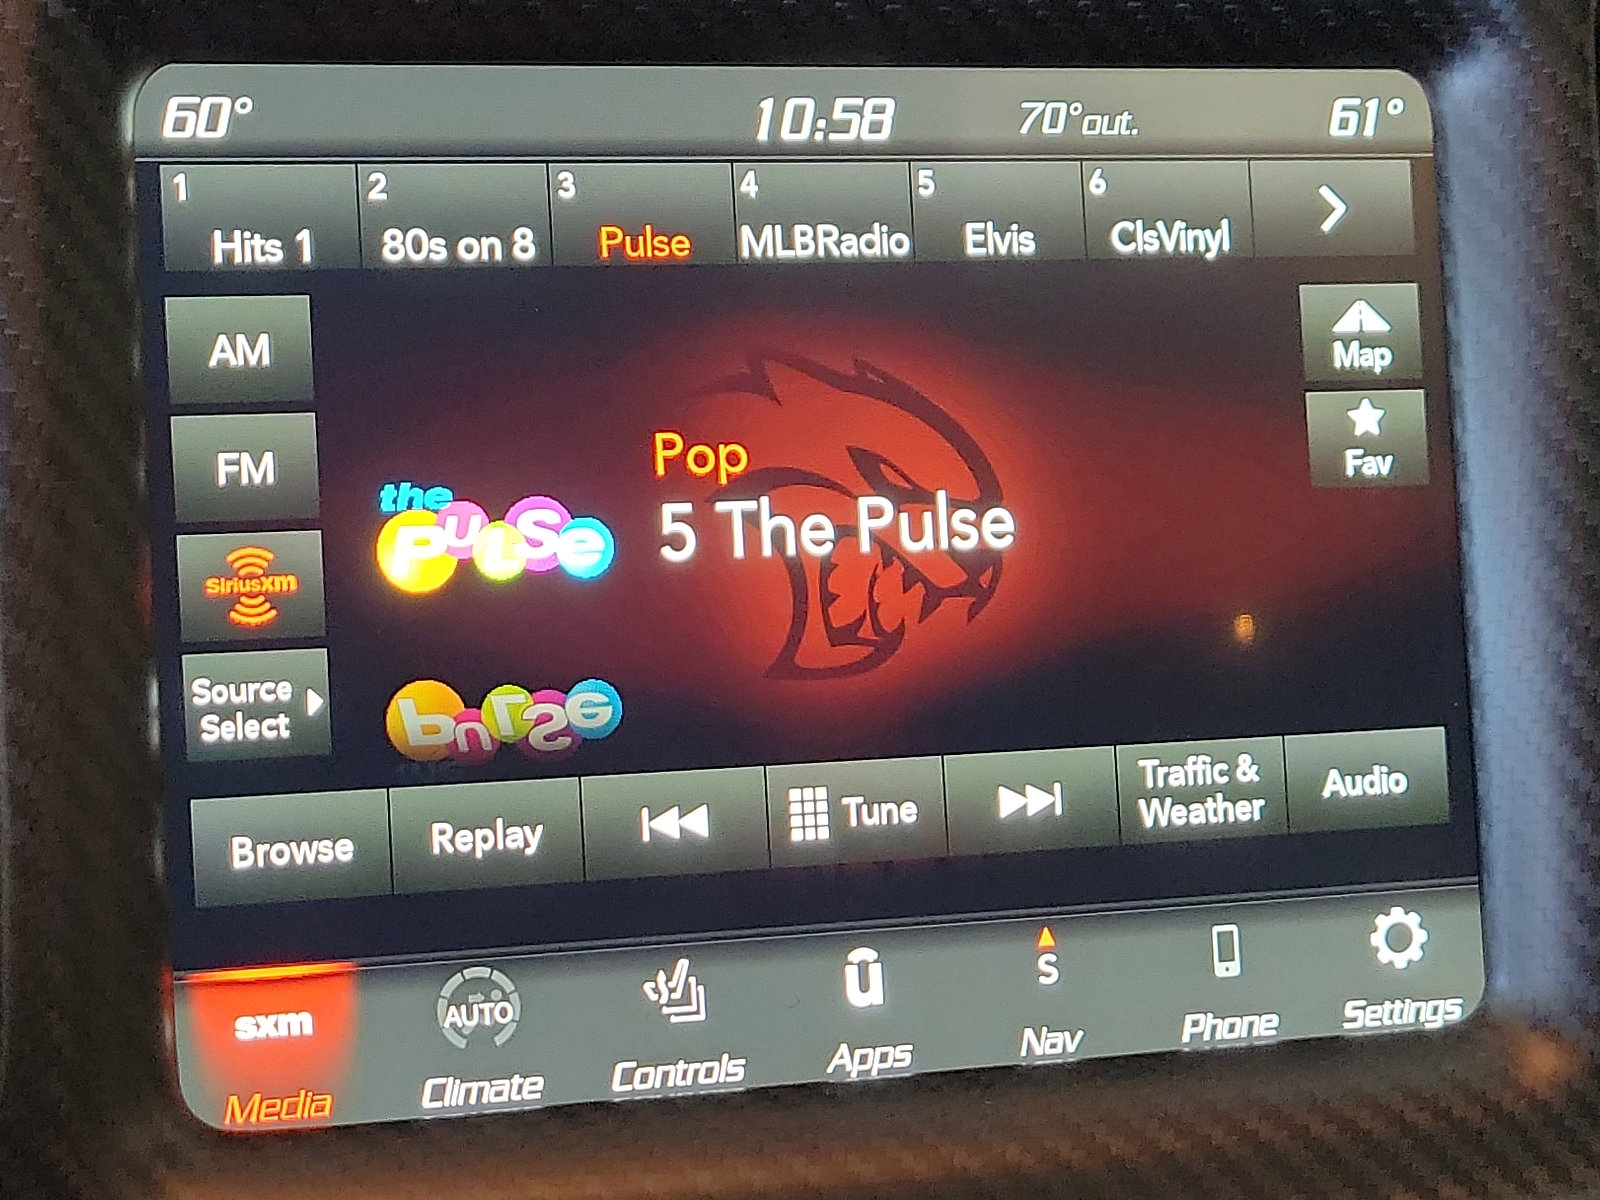 60°
10:58
70°out.
61°
1
Hits 1
2
80s on 8
3
Pulse
4
MLBRadio
5
Elvis
6
ClsVinyl
AM
FM
siriusxm
Source
Select
Map
Fav
Pop
5 The Pulse
the
PULSe
PULSe
Browse
Replay
Tune
Traffic &
Weather
Audio
sxm
Media
AUTO
Climate
Controls
û
Apps
S
Nav
Phone
Settings